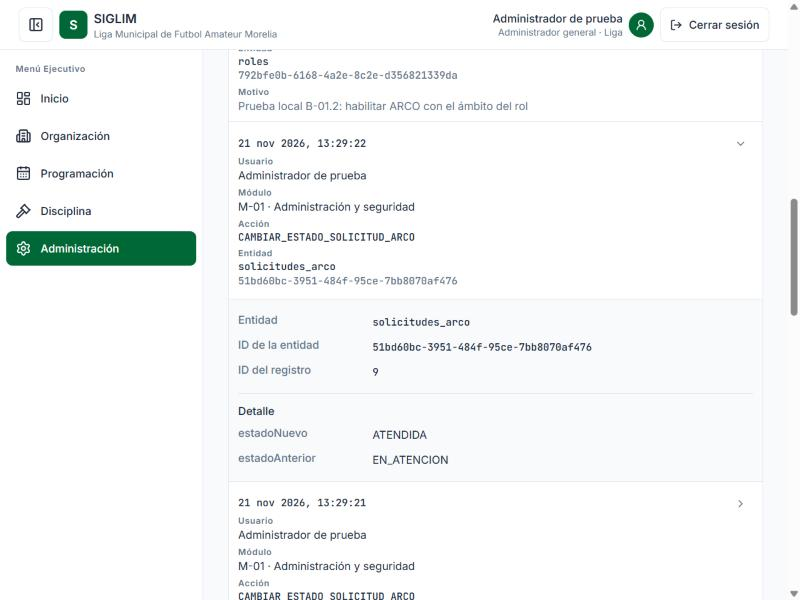 S
SIGLIM
Liga Municipal de Futbol Amateur Morelia
Administrador de prueba
Administrador general · Liga
Cerrar sesión
Menú Ejecutivo
Inicio
Organización
Programación
Disciplina
Administración
Entidad
roles
792bfe0b-6168-4a2e-8c2e-d356821339da
Motivo
Prueba local B-01.2: habilitar ARCO con el ámbito del rol
21 nov 2026, 13:29:22
Usuario
Administrador de prueba
Módulo
M-01 · Administración y seguridad
Acción
CAMBIAR_ESTADO_SOLICITUD_ARCO
Entidad
solicitudes_arco
51bd60bc-3951-484f-95ce-7bb8070af476
Entidad solicitudes_arco
ID de la entidad 51bd60bc-3951-484f-95ce-7bb8070af476
ID del registro 9
Detalle
estadoNuevo ATENDIDA
estadoAnterior EN_ATENCION
21 nov 2026, 13:29:21
Usuario
Administrador de prueba
Módulo
M-01 · Administración y seguridad
Acción
CAMBIAR_ESTADO_SOLICITUD_ARCO